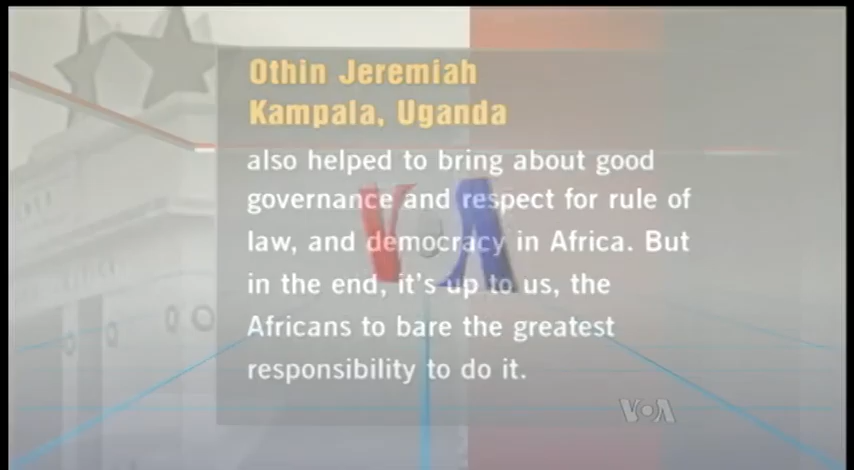 Othin Jeremiah
Kampala, Uganda
also helped to bring about good
governance and respect for rule of
law, and democracy in Africa. But
in the end, it's up to us, the
Africans to bare the greatest
responsibility to do it.
VOA
VOA